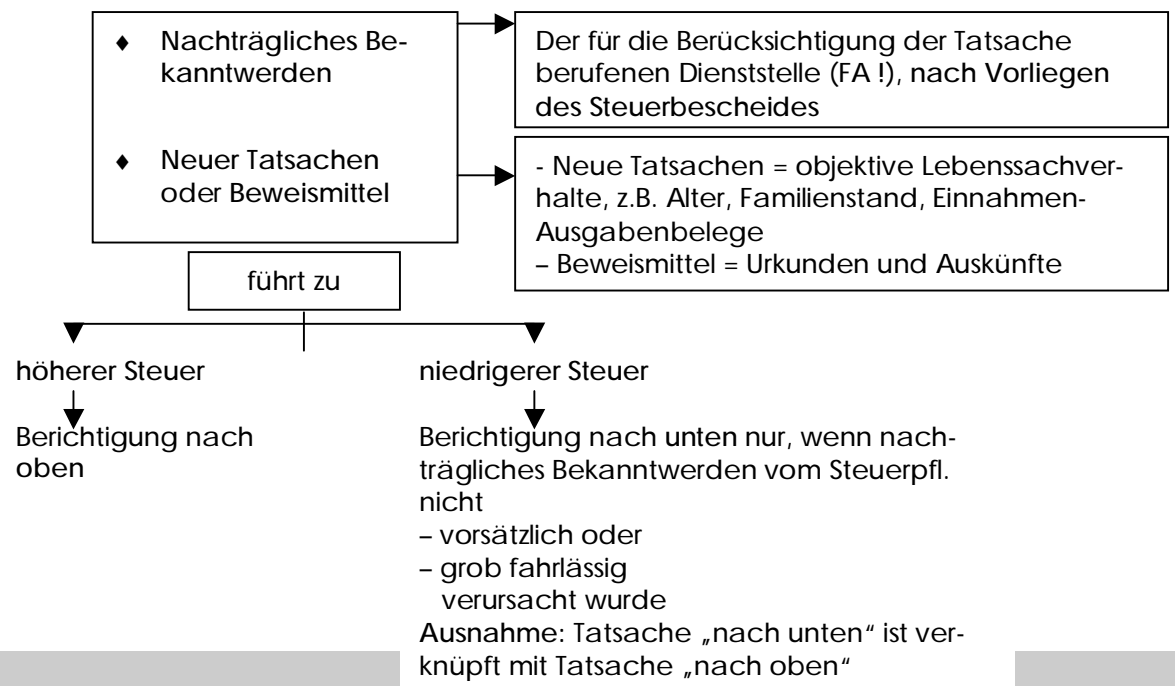 ♦ Nachträgliches Be-
kanntwerden
Der für die Berücksichtigung der Tatsache
berufenen Dienststelle (FA !), nach Vorliegen
des Steuerbescheides
♦ Neuer Tatsachen
oder Beweismittel
- Neue Tatsachen = objektive Lebenssachver-
halte, z.B. Alter, Familienstand, Einnahmen-
Ausgabenbelege
– Beweismittel = Urkunden und Auskünfte
führt zu
höherer Steuer
Berichtigung nach
oben
niedrigerer Steuer
Berichtigung nach unten nur, wenn nach-
trägliches Bekanntwerden vom Steuerpfl.
nicht
– vorsätzlich oder
– grob fahrlässig
verursacht wurde
Ausnahme: Tatsache „nach unten“ ist ver-
knüpft mit Tatsache „nach oben“